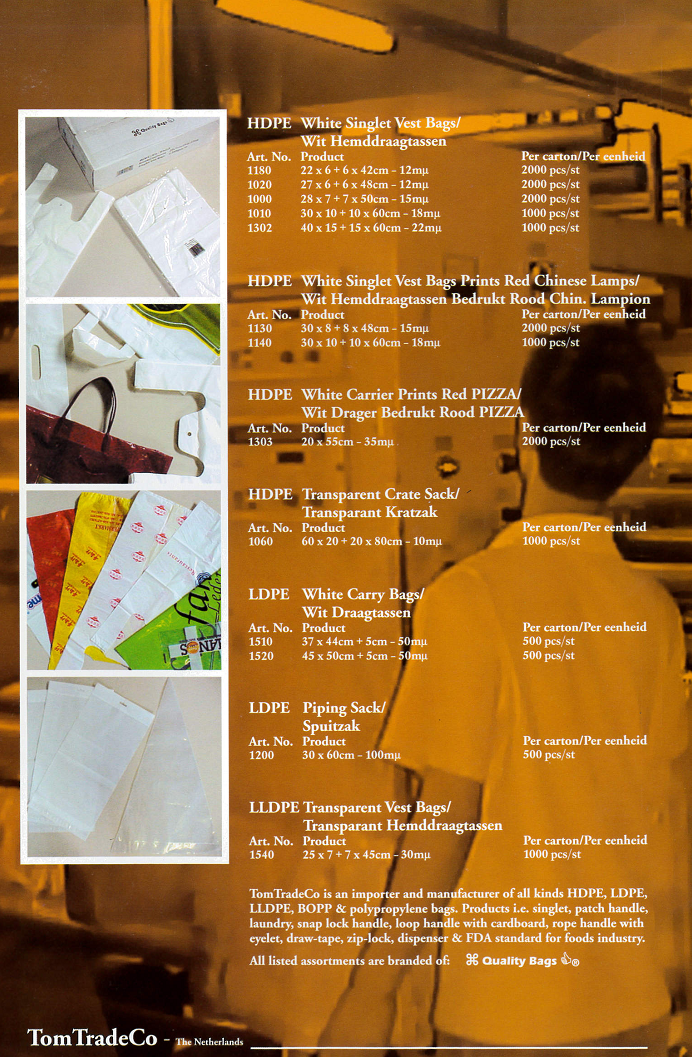 HDPE White Singlet Vest Bags/
Wit Hemddraagtassen
Art. No. Product Per carton/Per eenheid
1180 22 x 6 + 6 x 42cm - 12mµ 2000 pcs/st
1020 27 x 6 + 6 x 48cm - 12mµ 2000 pcs/st
1000 28 x 7 + 7 x 50cm - 15mµ 2000 pcs/st
1010 30 x 10 + 10 x 60cm - 18mµ 1000 pcs/st
1302 40 x 15 + 15 x 60cm - 22mµ 1000 pcs/st
HDPE White Singlet Vest Bags Prints Red Chinese Lamps/
Wit Hemddraagtassen Bedrukt Rood Chin. Lampion
Art. No. Product Per carton/Per eenheid
1130 30 x 8 + 8 x 48cm - 15mµ 2000 pcs/st
1140 30 x 10 + 10 x 60cm - 18mµ 1000 pcs/st
HDPE White Carrier Prints Red PIZZA/
Wit Drager Bedrukt Rood PIZZA
Art. No. Product Per carton/Per eenheid
1303 20 x 55cm - 35mµ 2000 pcs/st
HDPE Transparent Crate Sack/
Transparant Kratzak
Art. No. Product Per carton/Per eenheid
1060 60 x 20 + 20 x 80cm - 10mµ 1000 pcs/st
LDPE White Carry Bags/
Wit Draagtassen
Art. No. Product Per carton/Per eenheid
1510 37 x 44cm + 5cm - 50mµ 500 pcs/st
1520 45 x 50cm + 5cm - 50mµ 500 pcs/st
LDPE Piping Sack/
Spuitzak
Art. No. Product Per carton/Per eenheid
1200 30 x 60cm - 100mµ 500 pcs/st
LLDPE Transparent Vest Bags/
Transparant Hemddraagtassen
Art. No. Product Per carton/Per eenheid
1540 25 x 7 + 7 x 45cm - 30mµ 1000 pcs/st
TomTradeCo is an importer and manufacturer of all kinds HDPE, LDPE,
LLDPE, BOPP & polypropylene bags. Products i.e. singlet, patch handle,
laundry, snap lock handle, loop handle with cardboard, rope handle with
eyelet, draw-tape, zip-lock, dispenser & FDA standard for foods industry.
All listed assortments are branded of: ⌘ Quality Bags ®
TomTradeCo - The Netherlands
Quality Bags